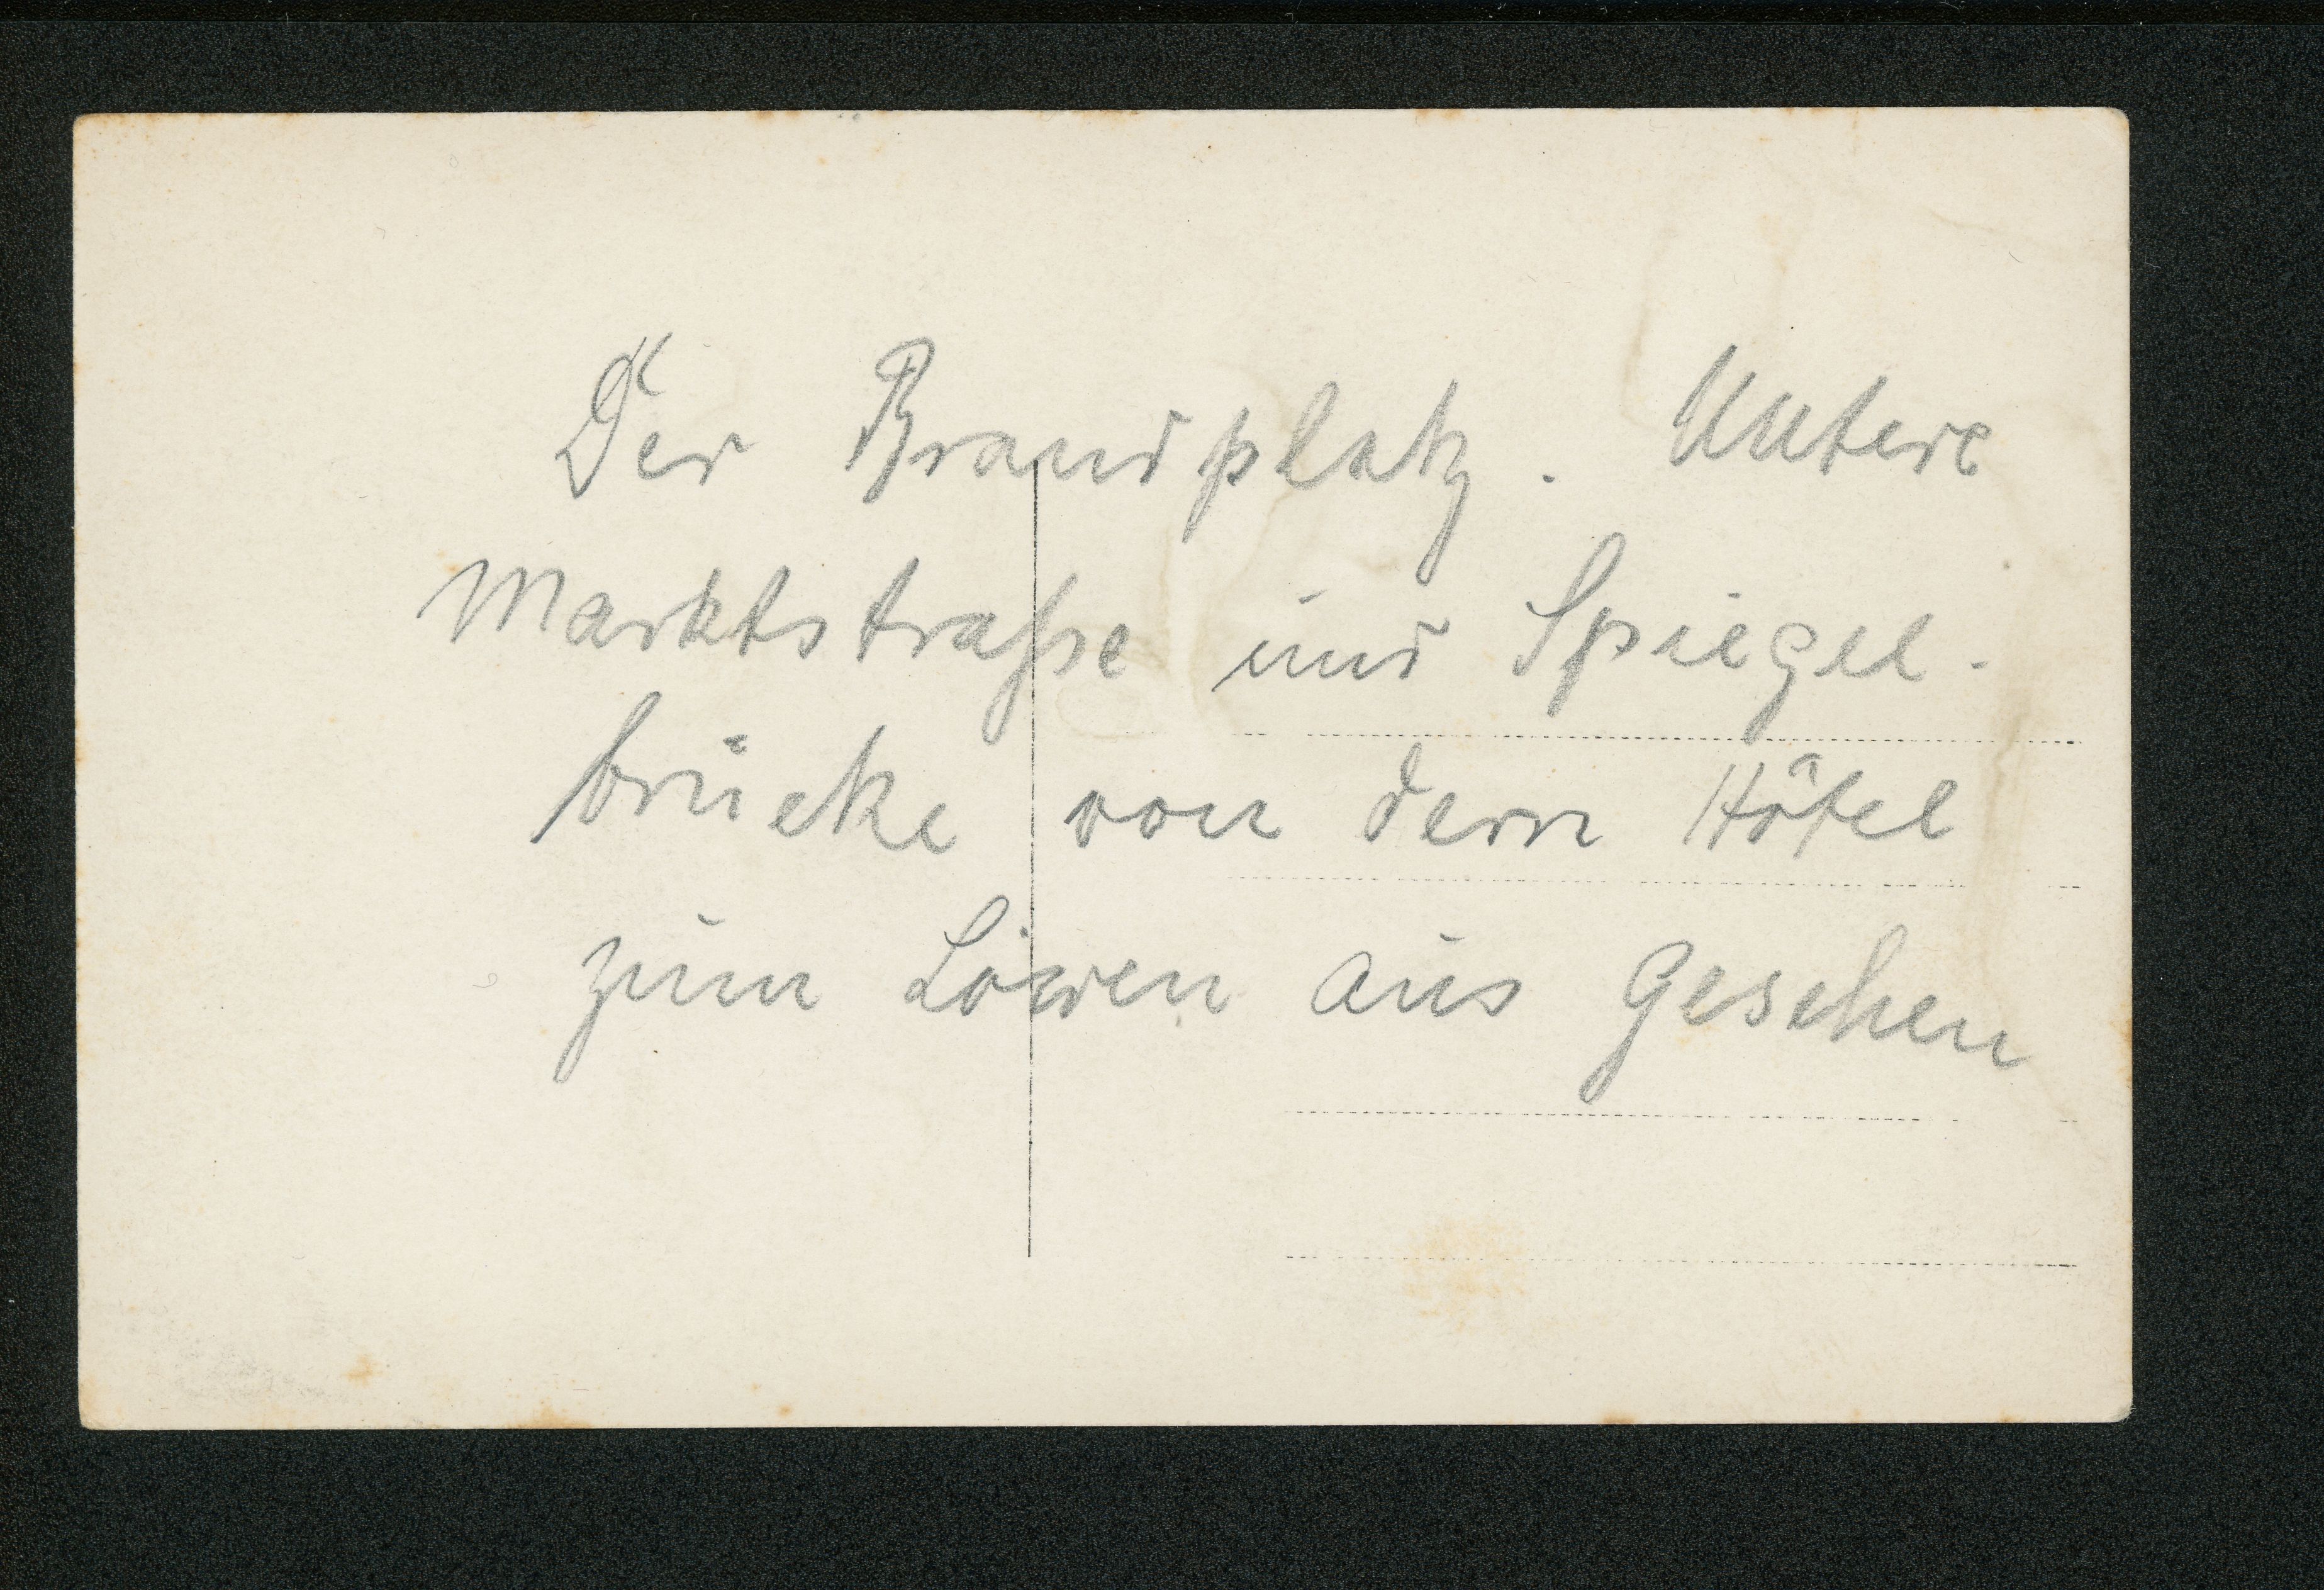 Der Brandplatz. Untere
Marktstraße und Spiegel-
brücke von dem Hôtel
zum Löwen aus Gesehen